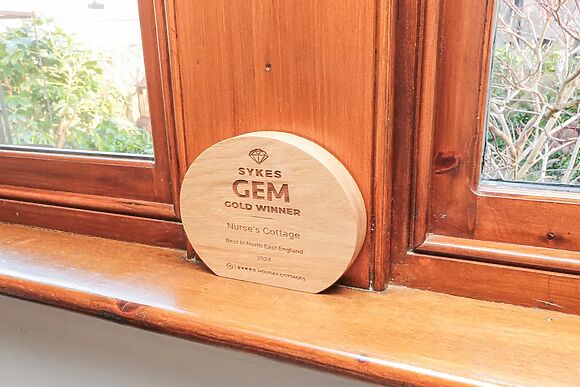 SYKES
GEM
GOLD WINNER
Nurse's Cottage
Best in North East England
2024
SYKES HOLIDAY COTTAGES